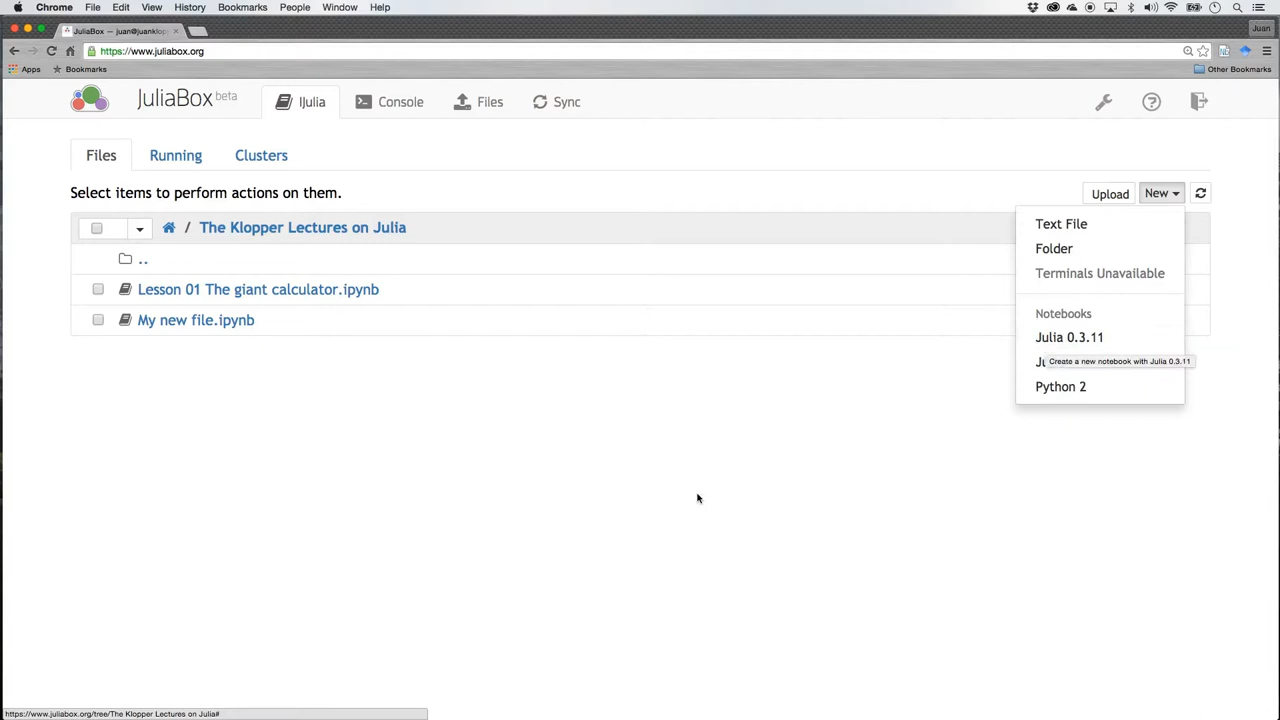 Chrome File Edit View History Bookmarks People Window Help
JuliaBox — juan@juanklop
Juan
https://www.juliabox.org
Apps Bookmarks Other Bookmarks
JuliaBox beta IJulia Console Files Sync
Files Running Clusters
Select items to perform actions on them.
Upload New
/ The Klopper Lectures on Julia
Text File
Folder
..
Terminals Unavailable
Lesson 01 The giant calculator.ipynb
Notebooks
My new file.ipynb
Julia 0.3.11
Ju
Create a new notebook with Julia 0.3.11
Python 2
https://www.juliabox.org/tree/The Klopper Lectures on Julia#